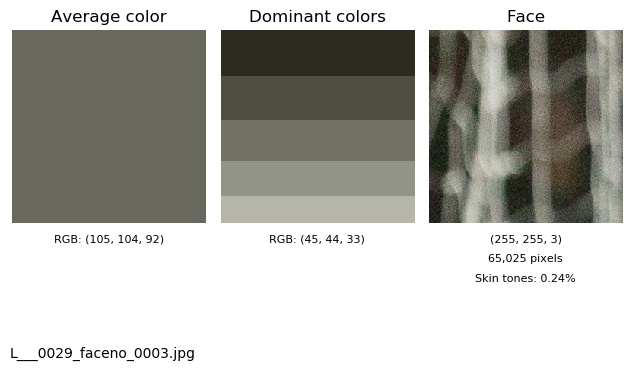 Average color
Dominant colors
Face
RGB: (105, 104, 92)
RGB: (45, 44, 33)
(255, 255, 3)
65,025 pixels
Skin tones: 0.24%
L___0029_faceno_0003.jpg